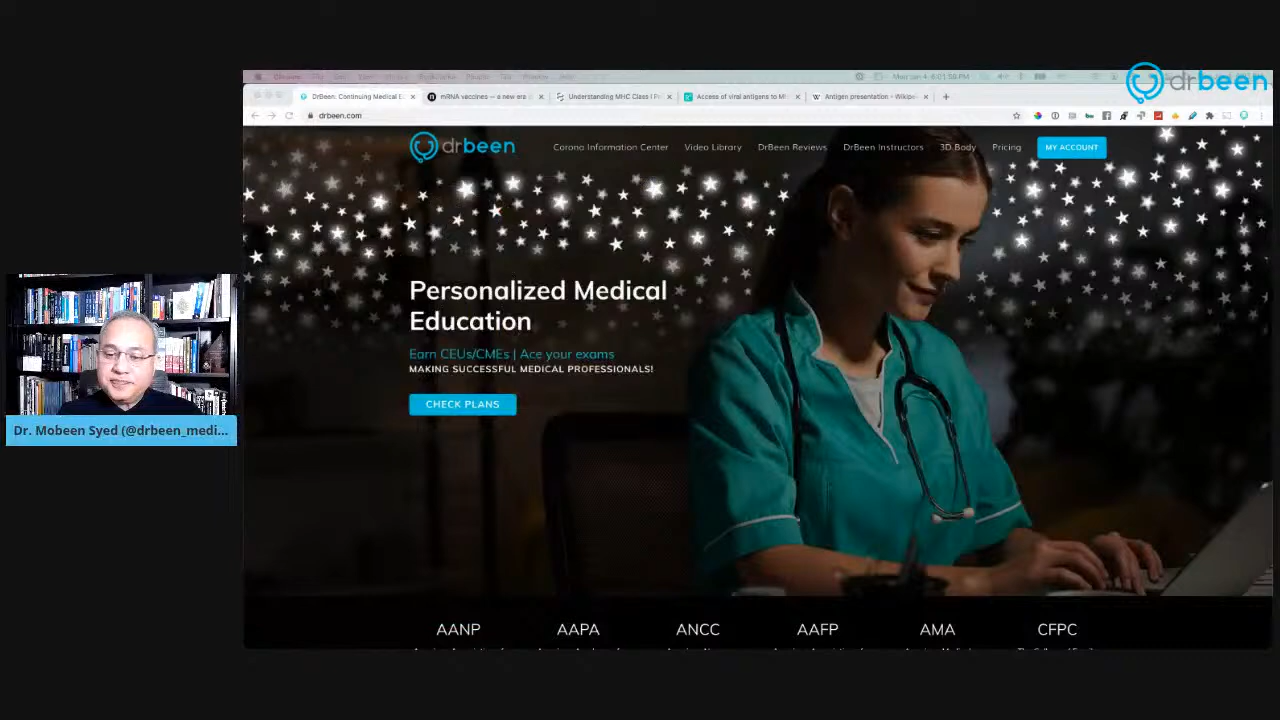 drbeen
DrBeen: Continuing Medical E
mRNA vaccines — a new era
Understanding MHC Class I
Access of viral antigens to M
Antigen presentation - Wikipe
drbeen.com
drbeen
Corona Information Center
Video Library
DrBeen Reviews
DrBeen Instructors
3D Body
Pricing
MY ACCOUNT
Personalized Medical
Education
Earn CEUs/CMEs | Ace your exams
MAKING SUCCESSFUL MEDICAL PROFESSIONALS!
CHECK PLANS
Dr. Mobeen Syed (@drbeen_medi...
AANP
AAPA
ANCC
AAFP
AMA
CFPC